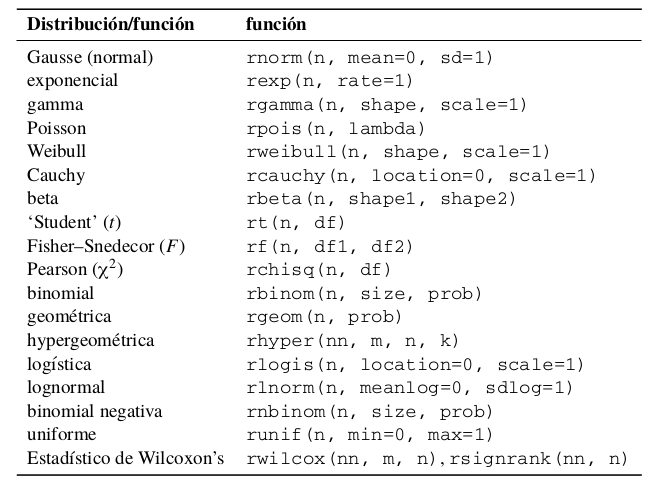 Distribución/función función
Gausse (normal) rnorm(n, mean=0, sd=1)
exponencial rexp(n, rate=1)
gamma rgamma(n, shape, scale=1)
Poisson rpois(n, lambda)
Weibull rweibull(n, shape, scale=1)
Cauchy rcauchy(n, location=0, scale=1)
beta rbeta(n, shape1, shape2)
‘Student’ (t) rt(n, df)
Fisher–Snedecor (F) rf(n, df1, df2)
Pearson (χ²) rchisq(n, df)
binomial rbinom(n, size, prob)
geométrica rgeom(n, prob)
hypergeométrica rhyper(nn, m, n, k)
logística rlogis(n, location=0, scale=1)
lognormal rlnorm(n, meanlog=0, sdlog=1)
binomial negativa rnbinom(n, size, prob)
uniforme runif(n, min=0, max=1)
Estadístico de Wilcoxon’s rwilcox(nn, m, n), rsignrank(nn, n)